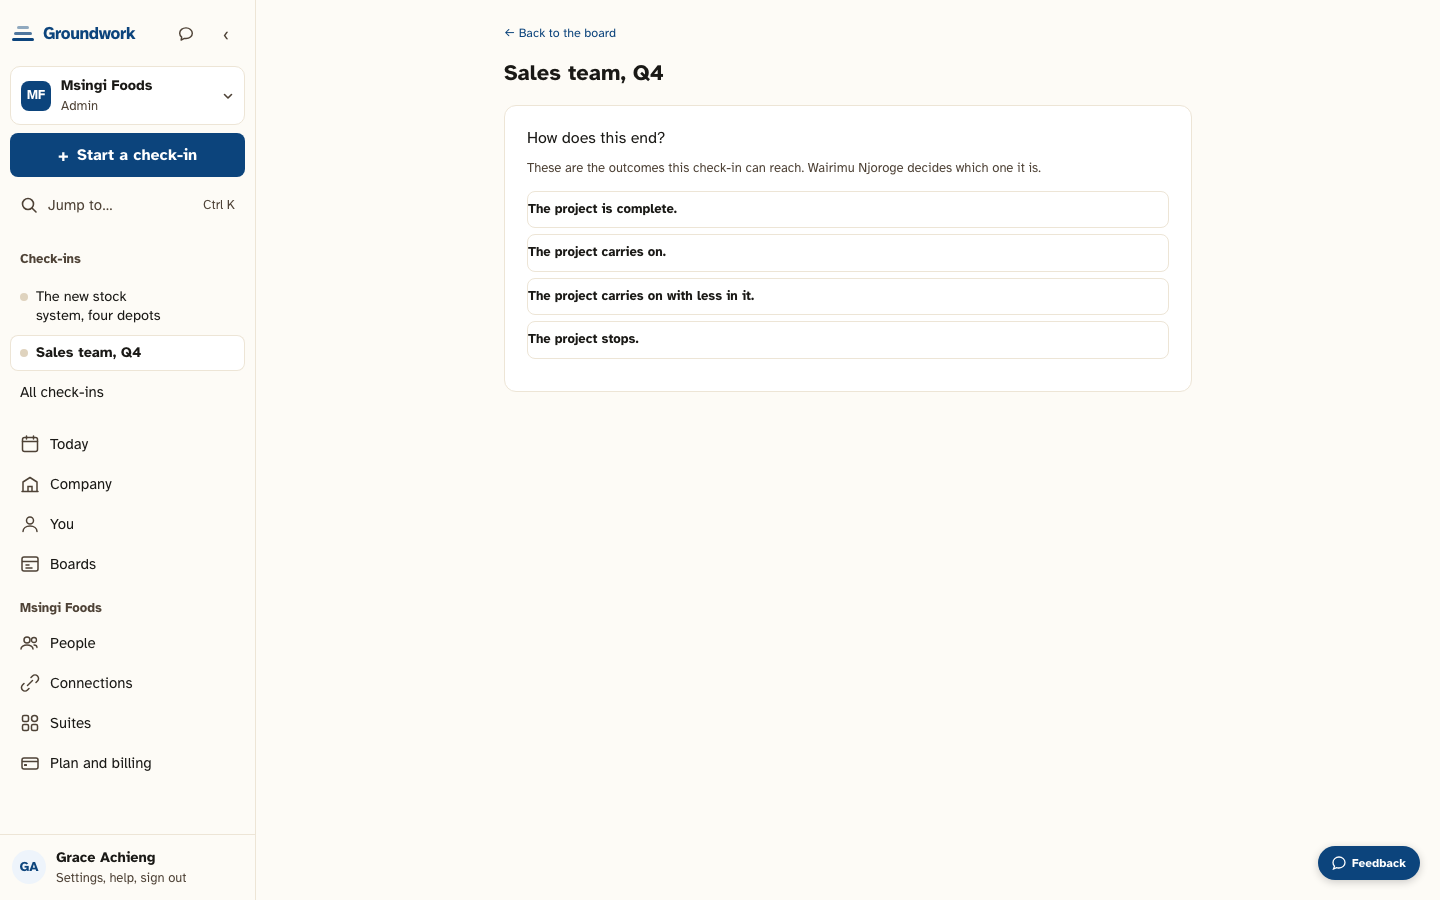 Groundwork
MF
Msingi Foods
Admin
+ Start a check-in
Jump to...
Ctrl K
Check-ins
The new stock
system, four depots
Sales team, Q4
All check-ins
Today
Company
You
Boards
Msingi Foods
People
Connections
Suites
Plan and billing
GA
Grace Achieng
Settings, help, sign out
← Back to the board
Sales team, Q4
How does this end?
These are the outcomes this check-in can reach. Wairimu Njoroge decides which one it is.
The project is complete.
The project carries on.
The project carries on with less in it.
The project stops.
Feedback